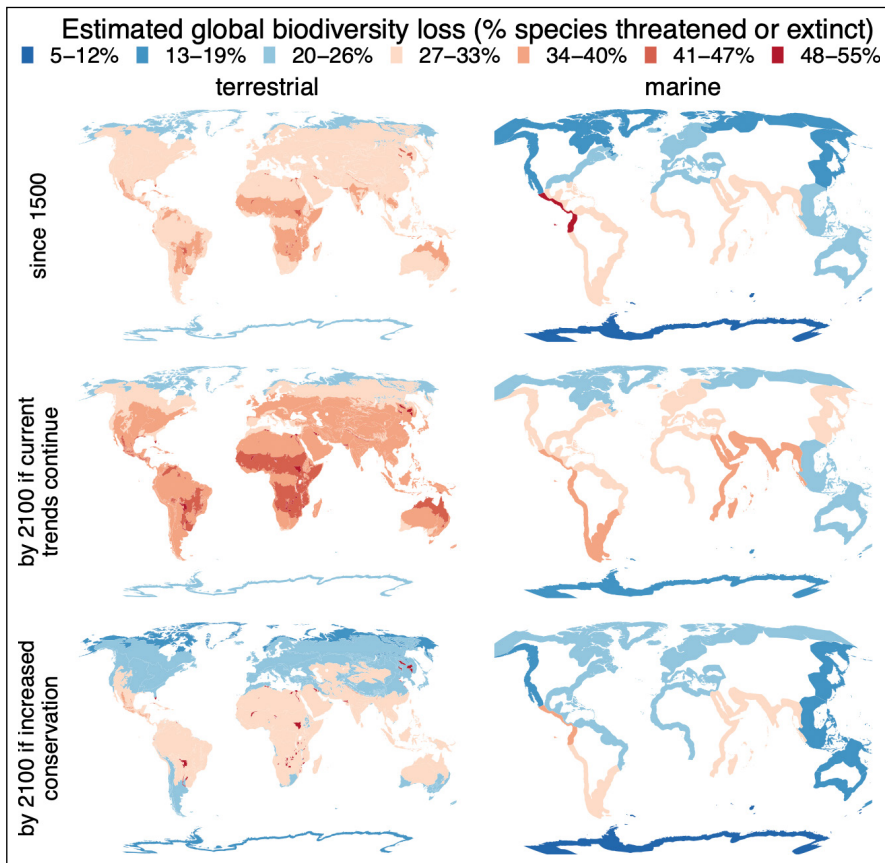 Estimated global biodiversity loss (% species threatened or extinct)
5–12% 13–19% 20–26% 27–33% 34–40% 41–47% 48–55%
terrestrial marine
since 1500
by 2100 if current
trends continue
by 2100 if increased
conservation